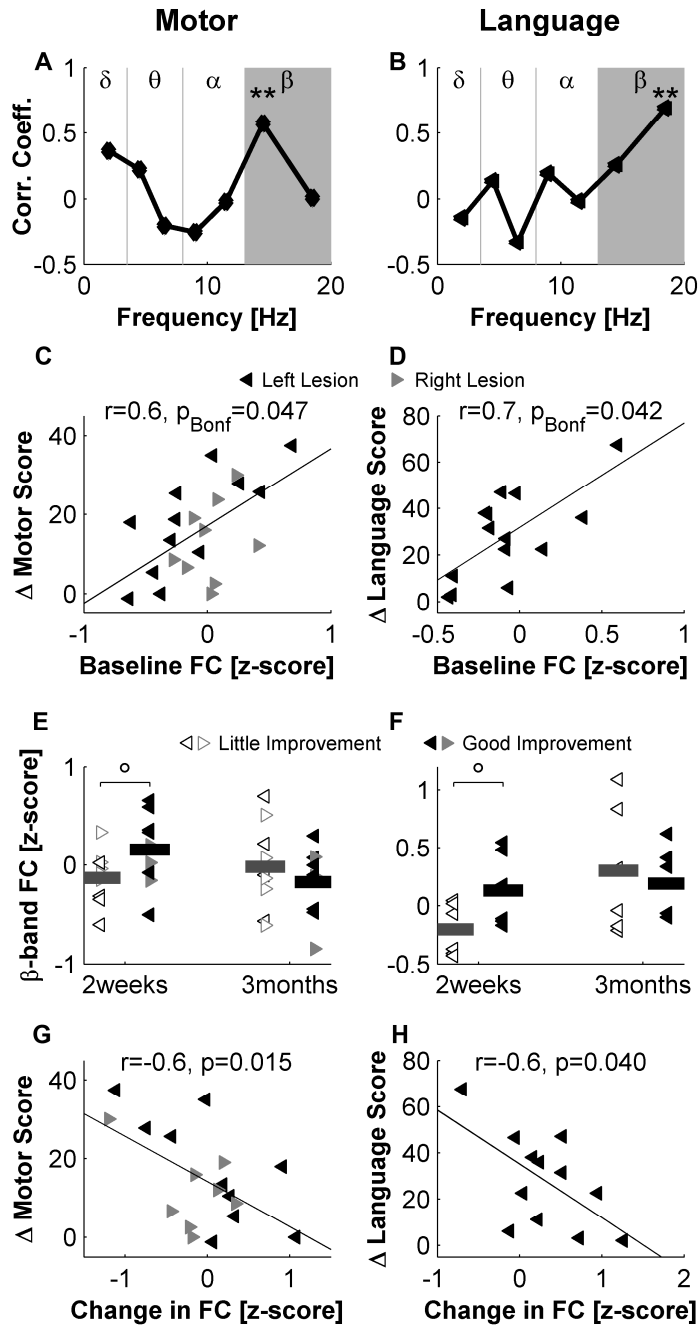 Motor Language
A B
δ θ α β δ θ α β
** **
1 1
0.5 0.5
0 0
-0.5 -0.5
Corr. Coeff.
0 10 20 0 10 20
Frequency [Hz] Frequency [Hz]
C D
Left Lesion Right Lesion
r=0.6, pBonf=0.047 r=0.7, pBonf=0.042
40 80
60
20 40
20
0 0
Δ Motor Score Δ Language Score
-1 0 1 -0.5 0 0.5 1
Baseline FC [z-score] Baseline FC [z-score]
E F
Little Improvement Good Improvement
1 1
0.5
0 0
-1 -0.5
β-band FC [z-score]
2weeks 3months 2weeks 3months
G H
r=-0.6, p=0.015 r=-0.6, p=0.040
40 80
60
20 40
20
0 0
Δ Motor Score Δ Language Score
-1 0 1 -1 0 1 2
Change in FC [z-score] Change in FC [z-score]